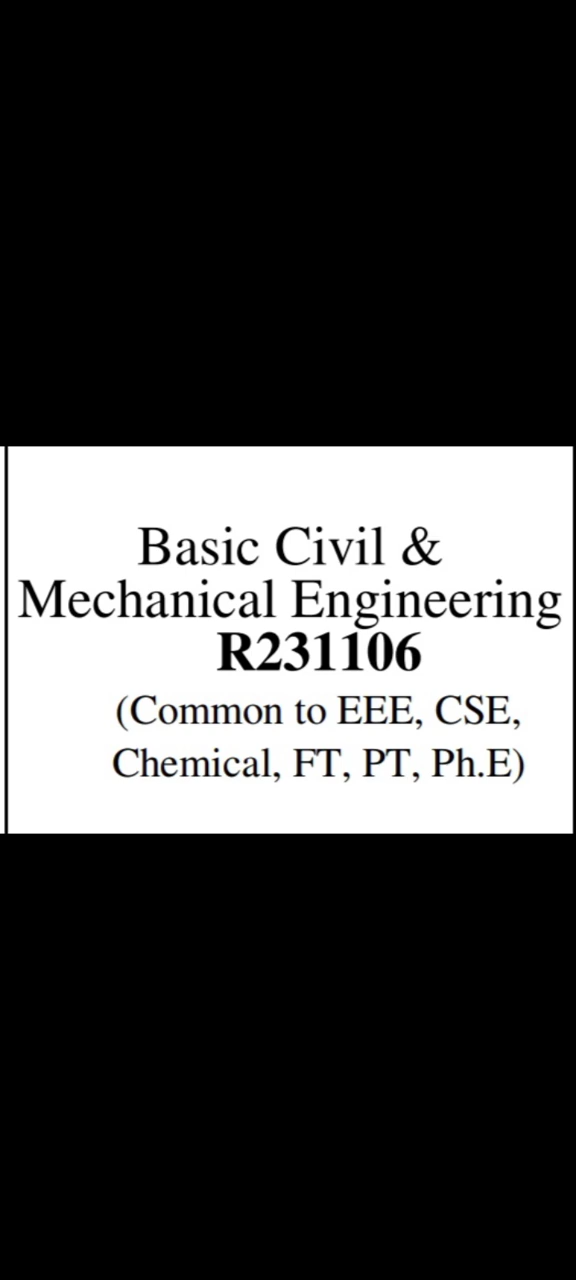 Basic Civil &
Mechanical Engineering
R231106
(Common to EEE, CSE,
Chemical, FT, PT, Ph.E)